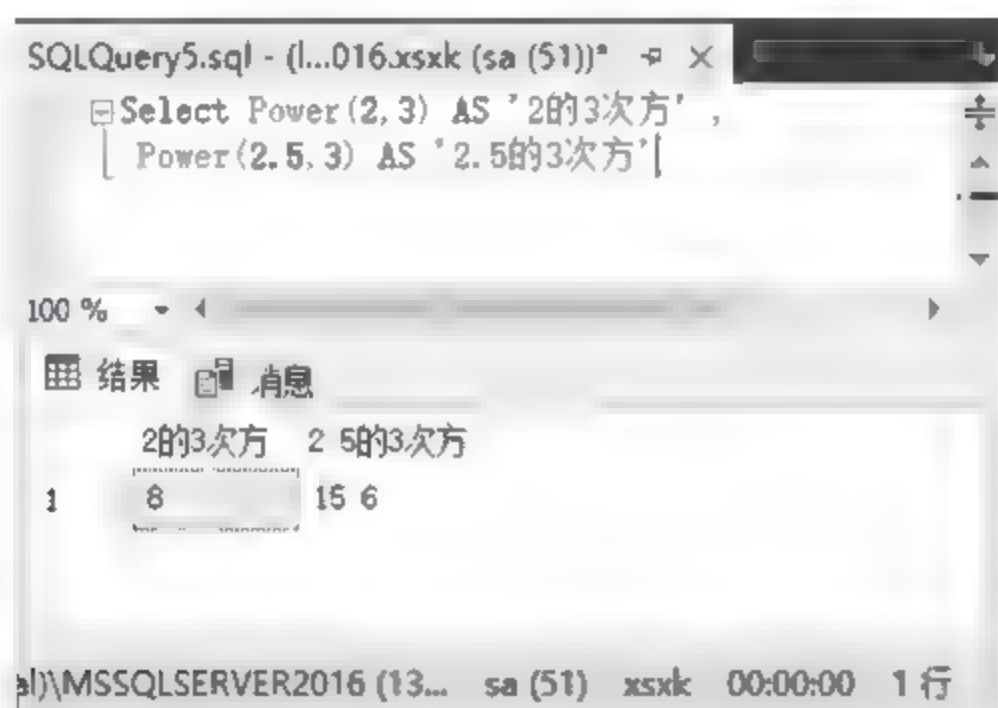 SQLQuery5.sql - (l...016.xsxk (sa (51))*
Select Power(2,3) AS '2的3次方',
Power(2.5,3) AS '2.5的3次方'
100 %
结果 消息
2的3次方 2 5的3次方
1 8 15 6
al)\MSSQLSERVER2016 (13... sa (51) xsxk 00:00:00 1 行